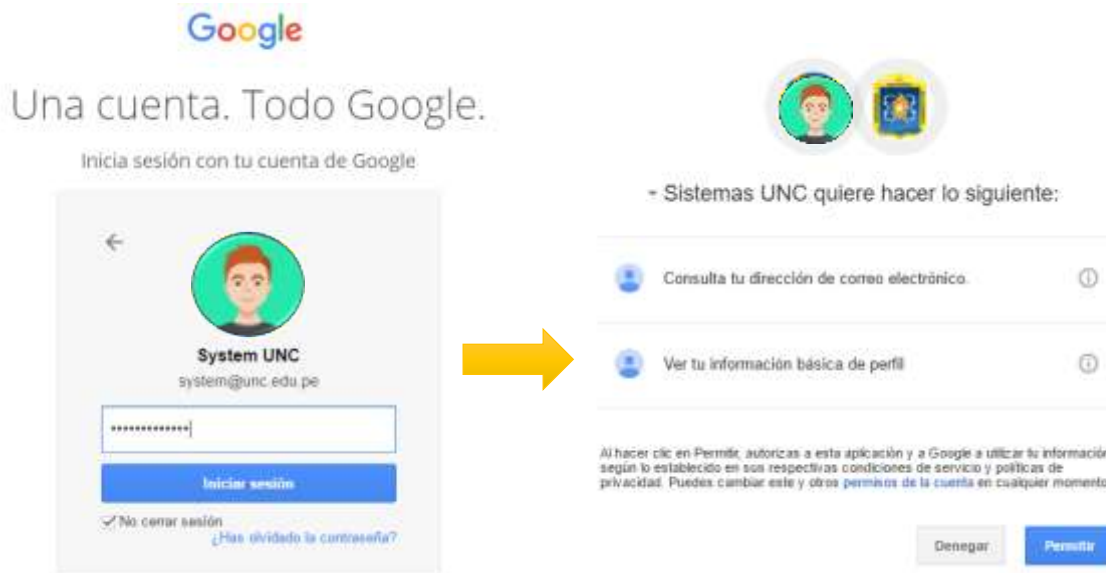 Google
Una cuenta. Todo Google.
Inicia sesión con tu cuenta de Google
System UNC
system@unc.edu.pe
•••••••••••••
Iniciar sesión
No cerrar sesión
¿Has olvidado la contraseña?
- Sistemas UNC quiere hacer lo siguiente:
Consulta tu dirección de correo electrónico.
Ver tu información básica de perfil
Al hacer clic en Permitir, autorizas a esta aplicación y a Google a utilizar tu información
según lo establecido en sus respectivas condiciones de servicio y políticas de
privacidad. Puedes cambiar este y otros permisos de la cuenta en cualquier momento
Denegar
Permitir